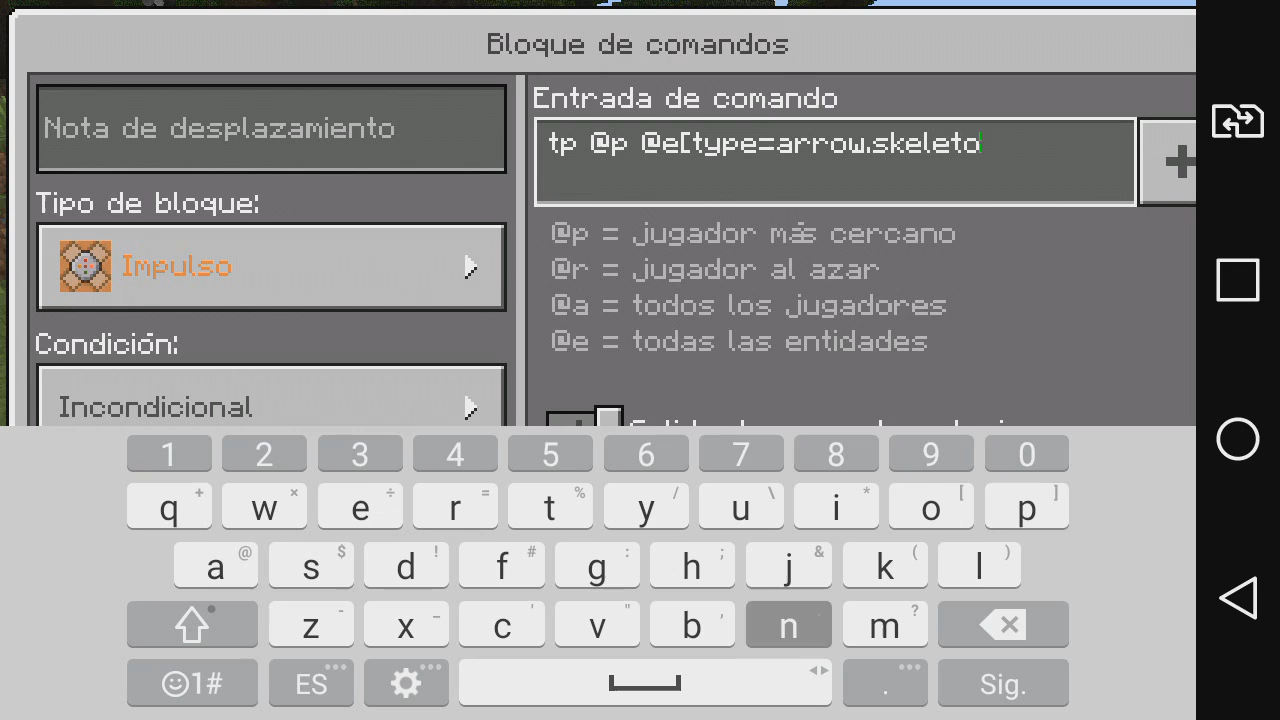 Bloque de comandos
Nota de desplazamiento
Tipo de bloque:
Impulso
Condición:
Incondicional
Entrada de comando
tp @p @e[type=arrow.skeleto
@p = jugador más cercano
@r = jugador al azar
@a = todos los jugadores
@e = todas las entidades
1 2 3 4 5 6 7 8 9 0
q + w × e ÷ r = t % y / u \ i * o [ p ]
a @ s $ d ! f # g : h ; j & k ( l )
z - x _ c ' v " b , n m ?
1# ES . Sig.